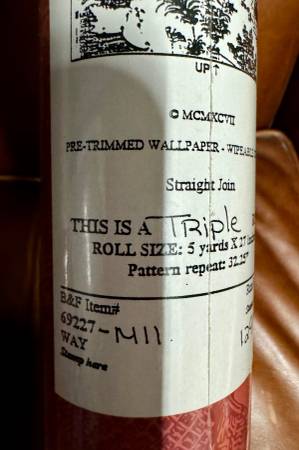 UP↑
© MCMXCVII
PRE-TRIMMED WALLPAPER - WIPEABLE
Straight Join
THIS IS A Triple
ROLL SIZE: 5 yards X 27
Pattern repeat: 32.25"
B&F Item#
69227-M11
WAY
Stamp here